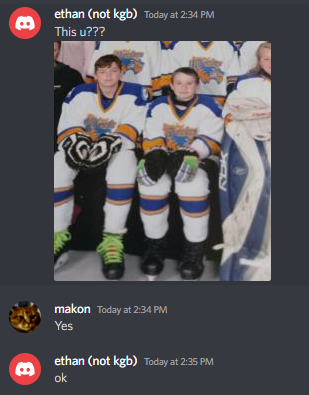 ethan (not kgb) Today at 2:34 PM
This u???
makon Today at 2:34 PM
Yes
ethan (not kgb) Today at 2:35 PM
ok